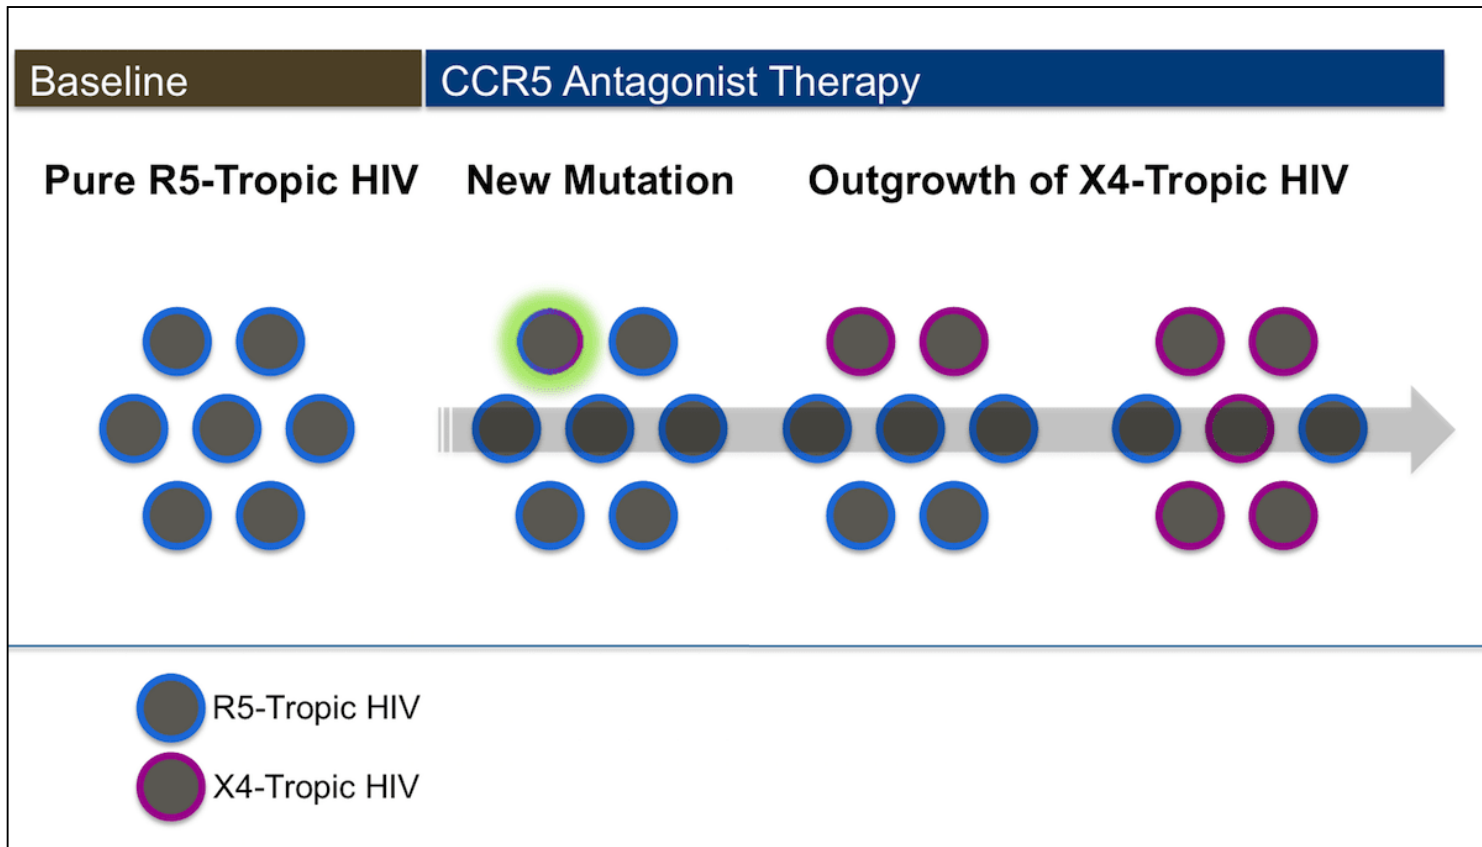 Baseline
CCR5 Antagonist Therapy
Pure R5-Tropic HIV
New Mutation
Outgrowth of X4-Tropic HIV
R5-Tropic HIV
X4-Tropic HIV